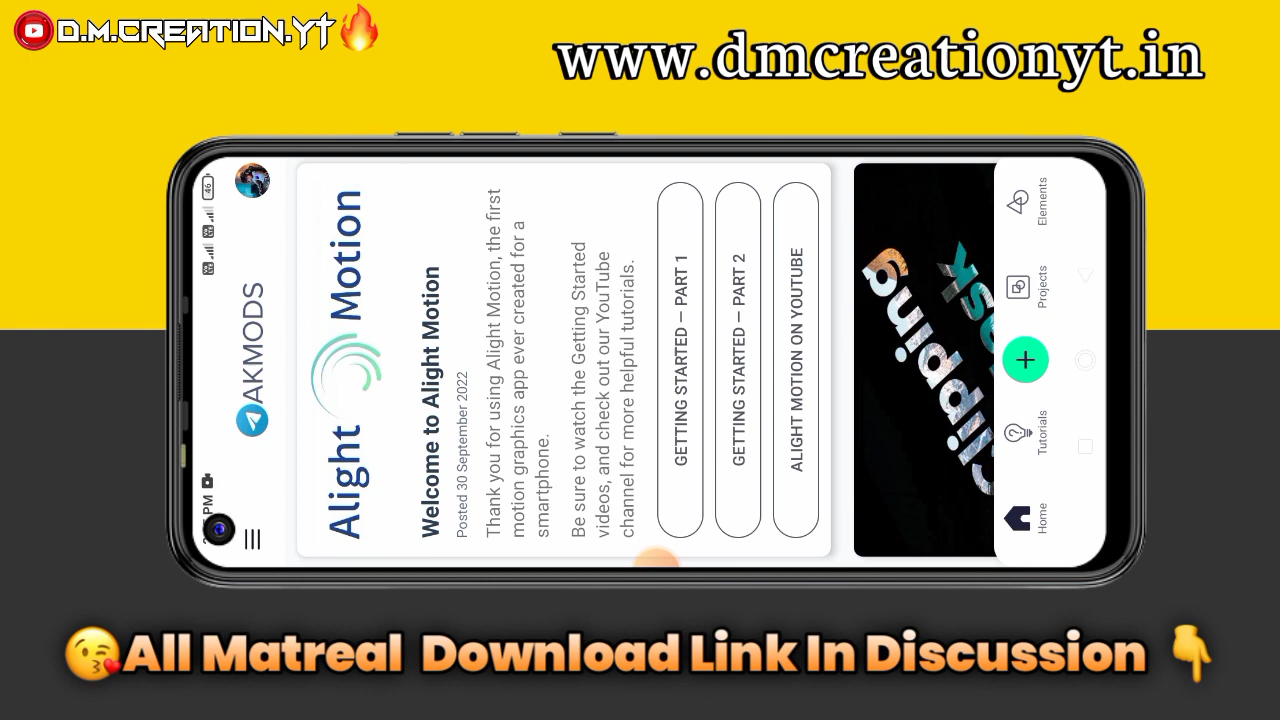 D.M.CREATION.YT
www.dmcreationyt.in
PM
46
AKMODS
Alight Motion
Welcome to Alight Motion
Posted 30 September 2022
Thank you for using Alight Motion, the first
motion graphics app ever created for a
smartphone.
Be sure to watch the Getting Started
videos, and check out our YouTube
channel for more helpful tutorials.
GETTING STARTED – PART 1
GETTING STARTED – PART 2
ALIGHT MOTION ON YOUTUBE
Clipping
Home
Tutorials
Projects
Elements
All Matreal Download Link In Discussion